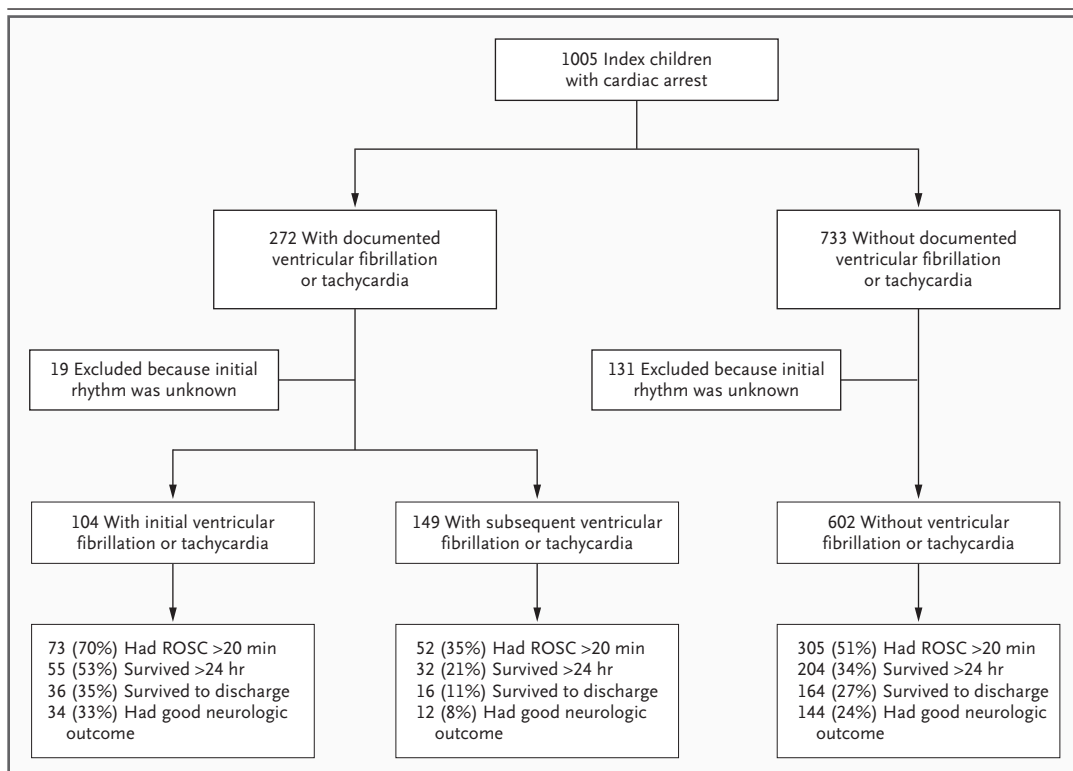 1005 Index children
with cardiac arrest
272 With documented
ventricular fibrillation
or tachycardia
733 Without documented
ventricular fibrillation
or tachycardia
19 Excluded because initial
rhythm was unknown
131 Excluded because initial
rhythm was unknown
104 With initial ventricular
fibrillation or tachycardia
149 With subsequent ventricular
fibrillation or tachycardia
602 Without ventricular
fibrillation or tachycardia
73 (70%) Had ROSC >20 min
55 (53%) Survived >24 hr
36 (35%) Survived to discharge
34 (33%) Had good neurologic
outcome
52 (35%) Had ROSC >20 min
32 (21%) Survived >24 hr
16 (11%) Survived to discharge
12 (8%) Had good neurologic
outcome
305 (51%) Had ROSC >20 min
204 (34%) Survived >24 hr
164 (27%) Survived to discharge
144 (24%) Had good neurologic
outcome